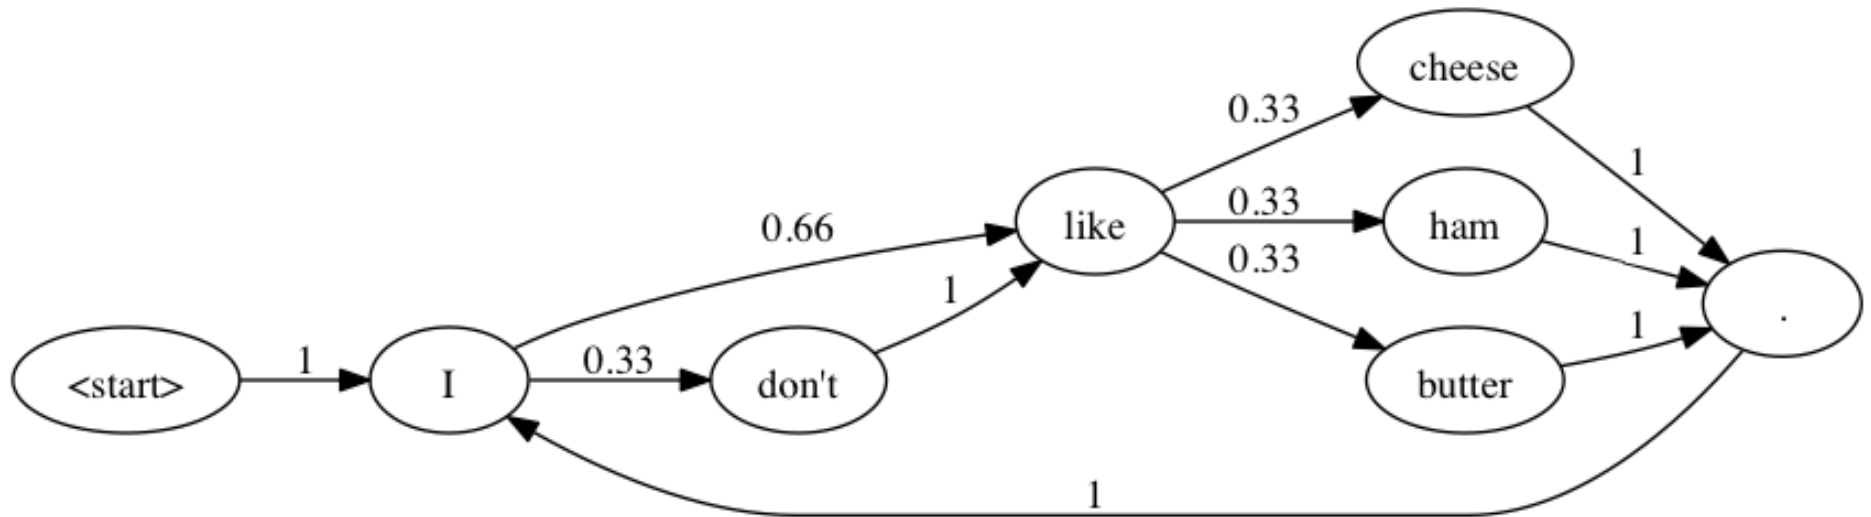 cheese
0.33
1
0.66
like
0.33
ham
1
0.33
1
1
<start>
1
I
0.33
don't
butter
.
1